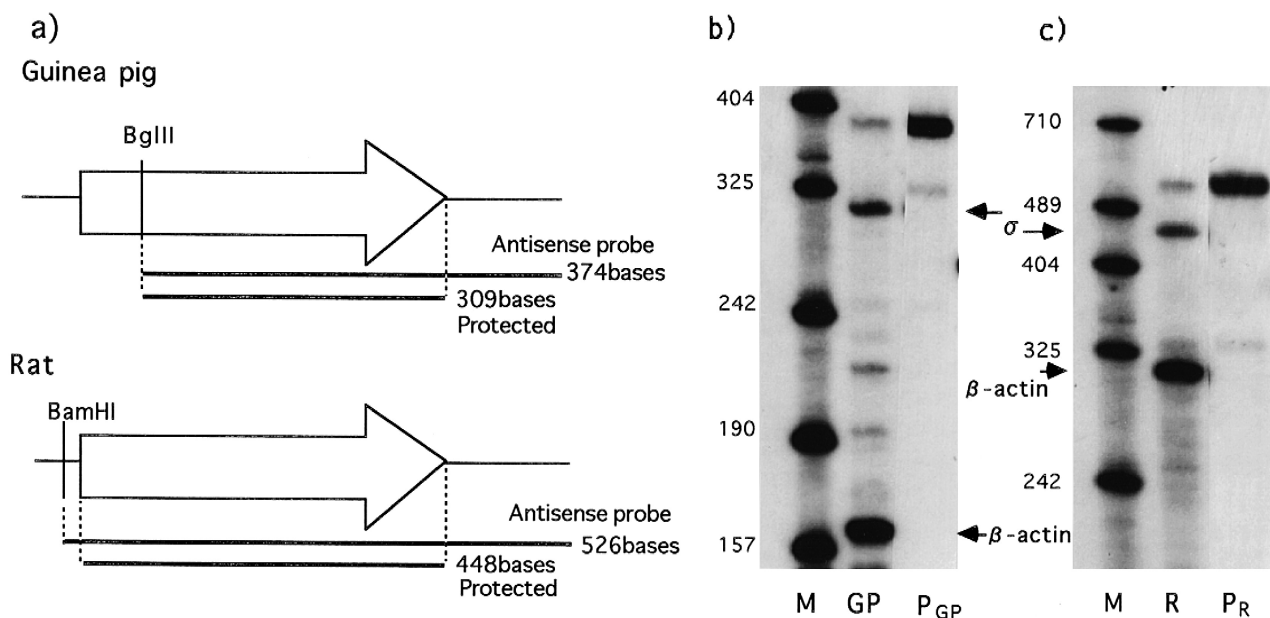 a)
Guinea pig
BglII
Antisense probe
374bases
309bases
Protected
Rat
BamHI
Antisense probe
526bases
448bases
Protected
b)
404
325
242
190
157
M GP PGP
σ
β-actin
β-actin
c)
710
489
404
325
242
M R PR